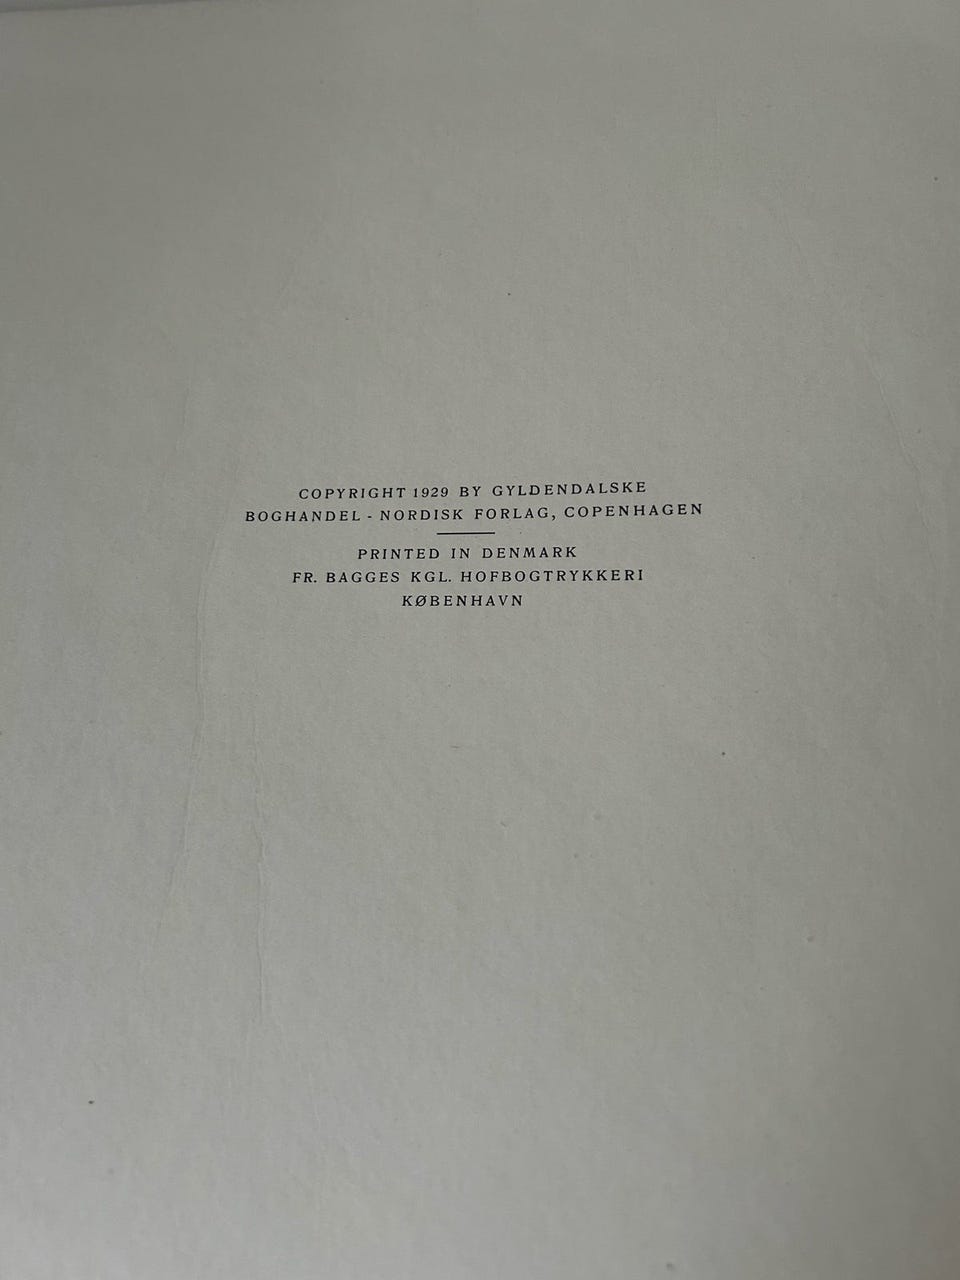 COPYRIGHT 1929 BY GYLDENDALSKE
BOGHANDEL - NORDISK FORLAG, COPENHAGEN
PRINTED IN DENMARK
FR. BAGGES KGL. HOFBOGTRYKKERI
KØBENHAVN